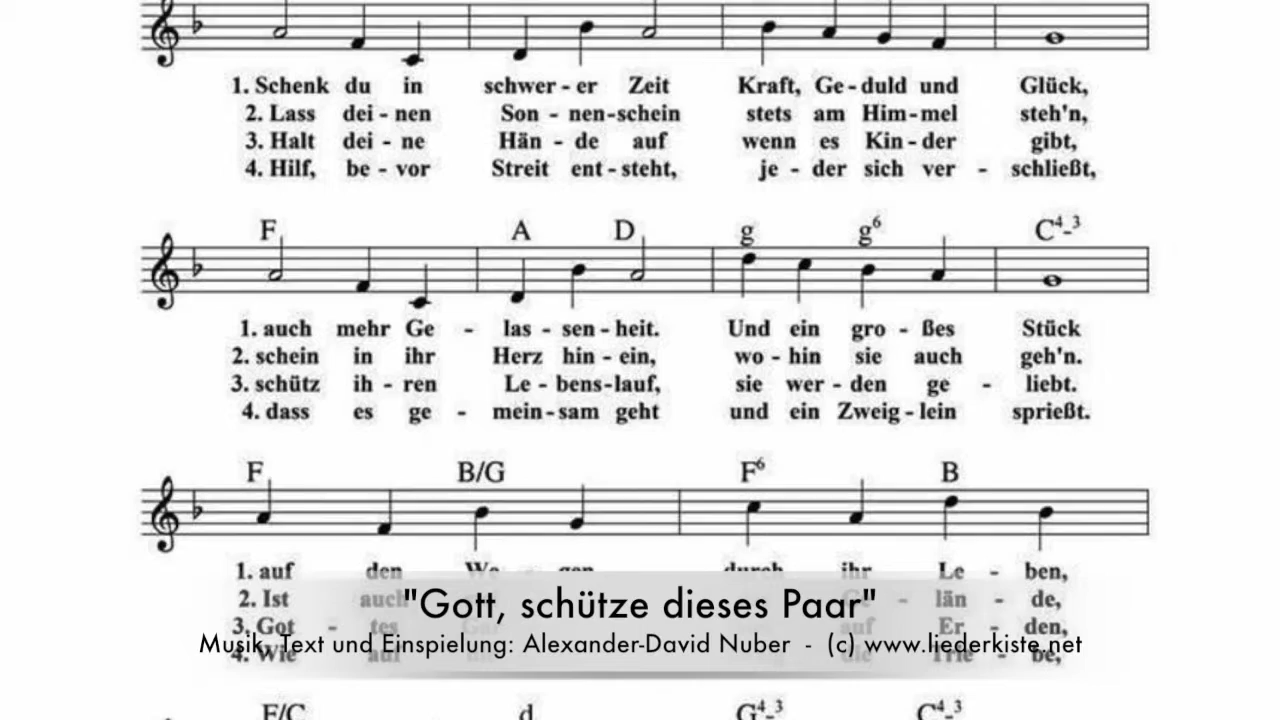 1. Schenk du in schwer - er Zeit Kraft, Ge - duld und Glück,
2. Lass dei - nen Son - nen - schein stets am Him - mel steh'n,
3. Halt dei - ne Hän - de auf wenn es Kin - der gibt,
4. Hilf, be - vor Streit ent - steht, je - der sich ver - schließt,
F A D g g6 C4-3
1. auch mehr Ge - las - sen - heit. Und ein gro - ßes Stück
2. schein in ihr Herz hin - ein, wo - hin sie auch geh'n.
3. schütz ih - ren Le - bens - lauf, sie wer - den ge - liebt.
4. dass es ge - mein - sam geht und ein Zweig - lein sprießt.
F B/G F6 B
1. auf den We - gen durch ihr Le - ben,
2. Ist auch Ge - län - de,
3. Got - tes auf Er - den,
4. Wie auf die Trie - be,
"Gott, schütze dieses Paar"
Musik, Text und Einspielung: Alexander-David Nuber - (c) www.liederkiste.net
F/C d G4-3 C4-3